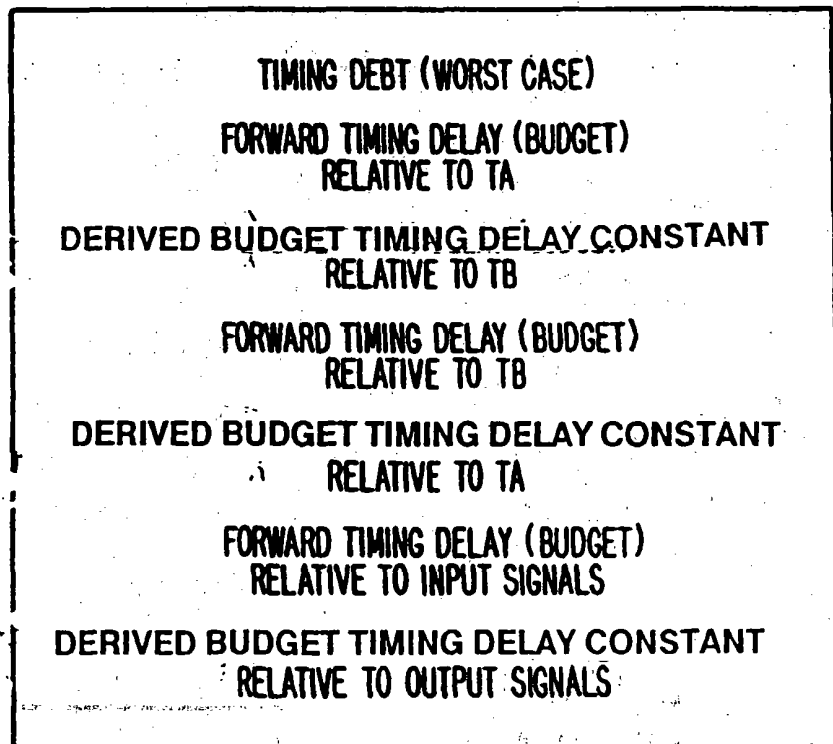 TIMING DEBT (WORST CASE)
FORWARD TIMING DELAY (BUDGET)
RELATIVE TO TA
DERIVED BUDGET TIMING DELAY CONSTANT
RELATIVE TO TB
FORWARD TIMING DELAY (BUDGET)
RELATIVE TO TB
DERIVED BUDGET TIMING DELAY CONSTANT
RELATIVE TO TA
FORWARD TIMING DELAY (BUDGET)
RELATIVE TO INPUT SIGNALS
DERIVED BUDGET TIMING DELAY CONSTANT
RELATIVE TO OUTPUT SIGNALS